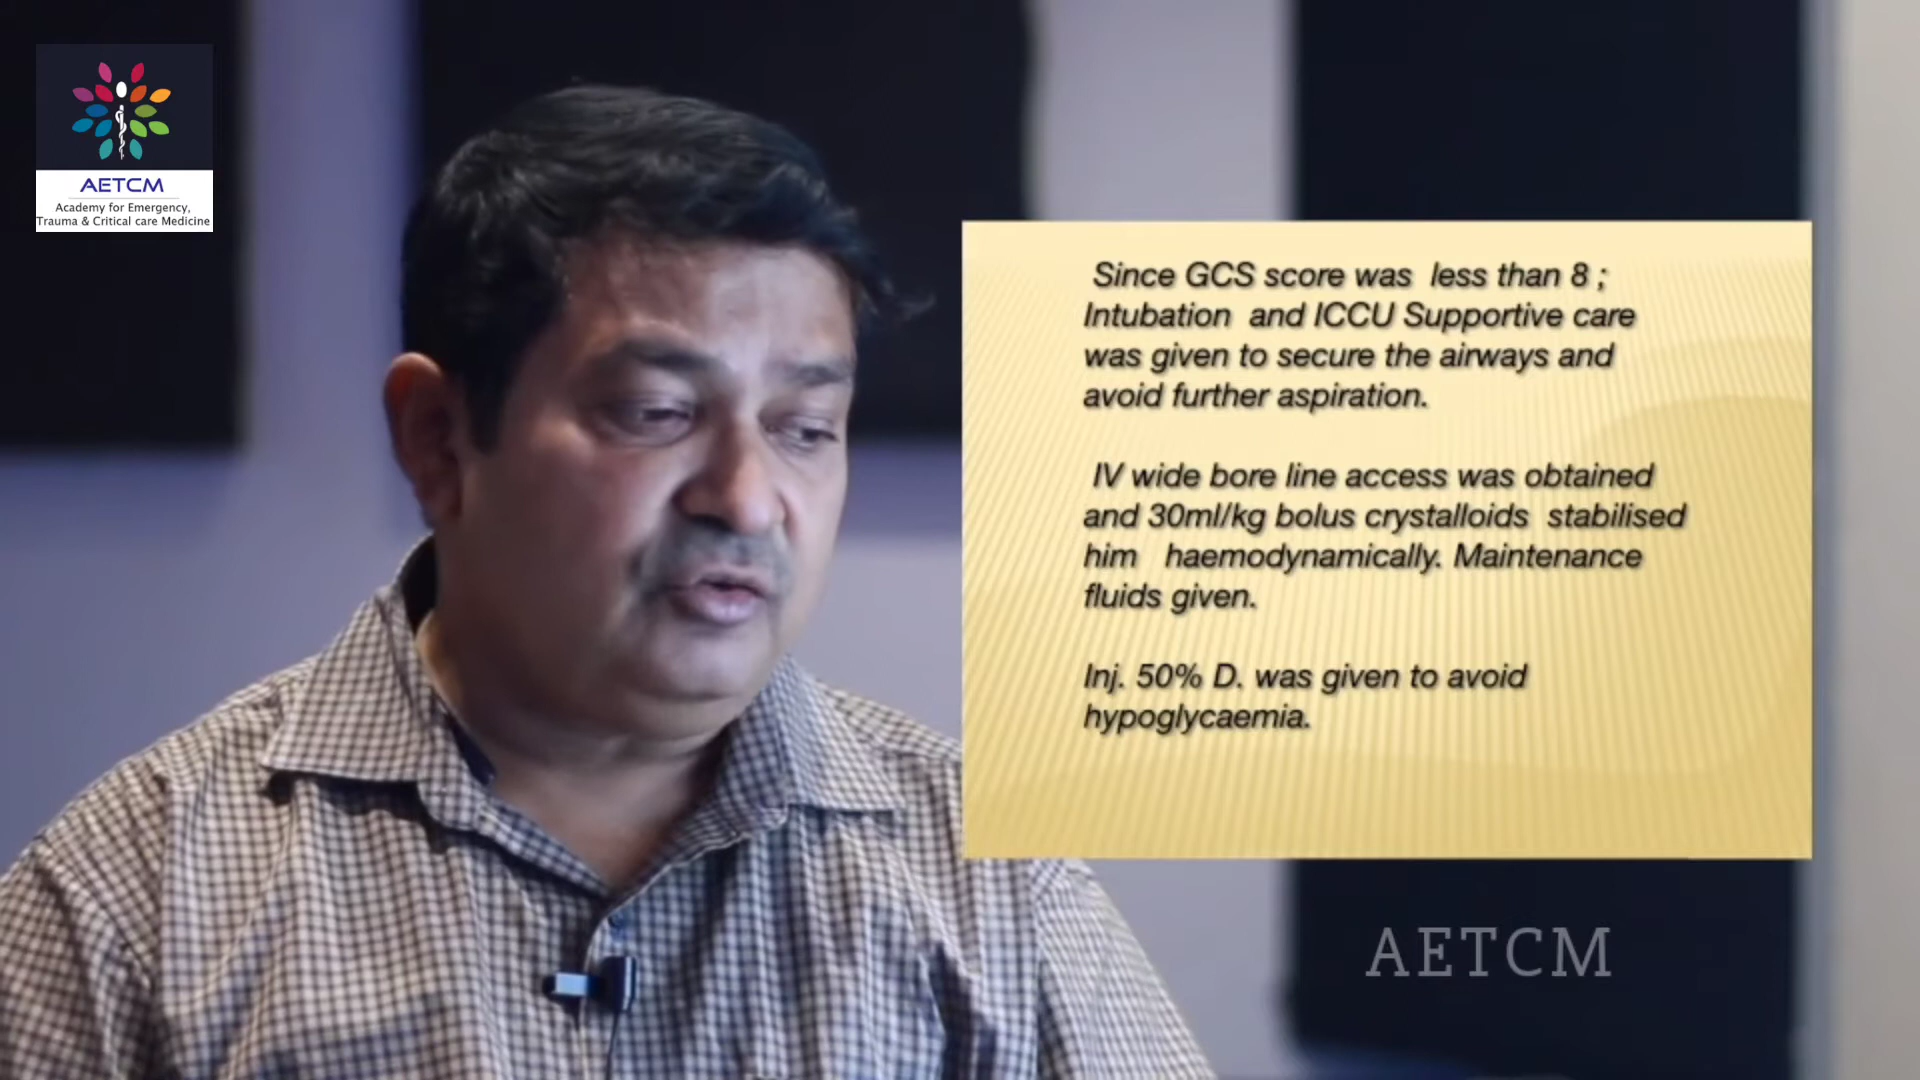 AETCM
Academy for Emergency,
Trauma & Critical care Medicine
Since GCS score was less than 8 ;
Intubation and ICCU Supportive care
was given to secure the airways and
avoid further aspiration.
IV wide bore line access was obtained
and 30ml/kg bolus crystalloids stabilised
him haemodynamically. Maintenance
fluids given.
Inj. 50% D. was given to avoid
hypoglycaemia.
AETCM